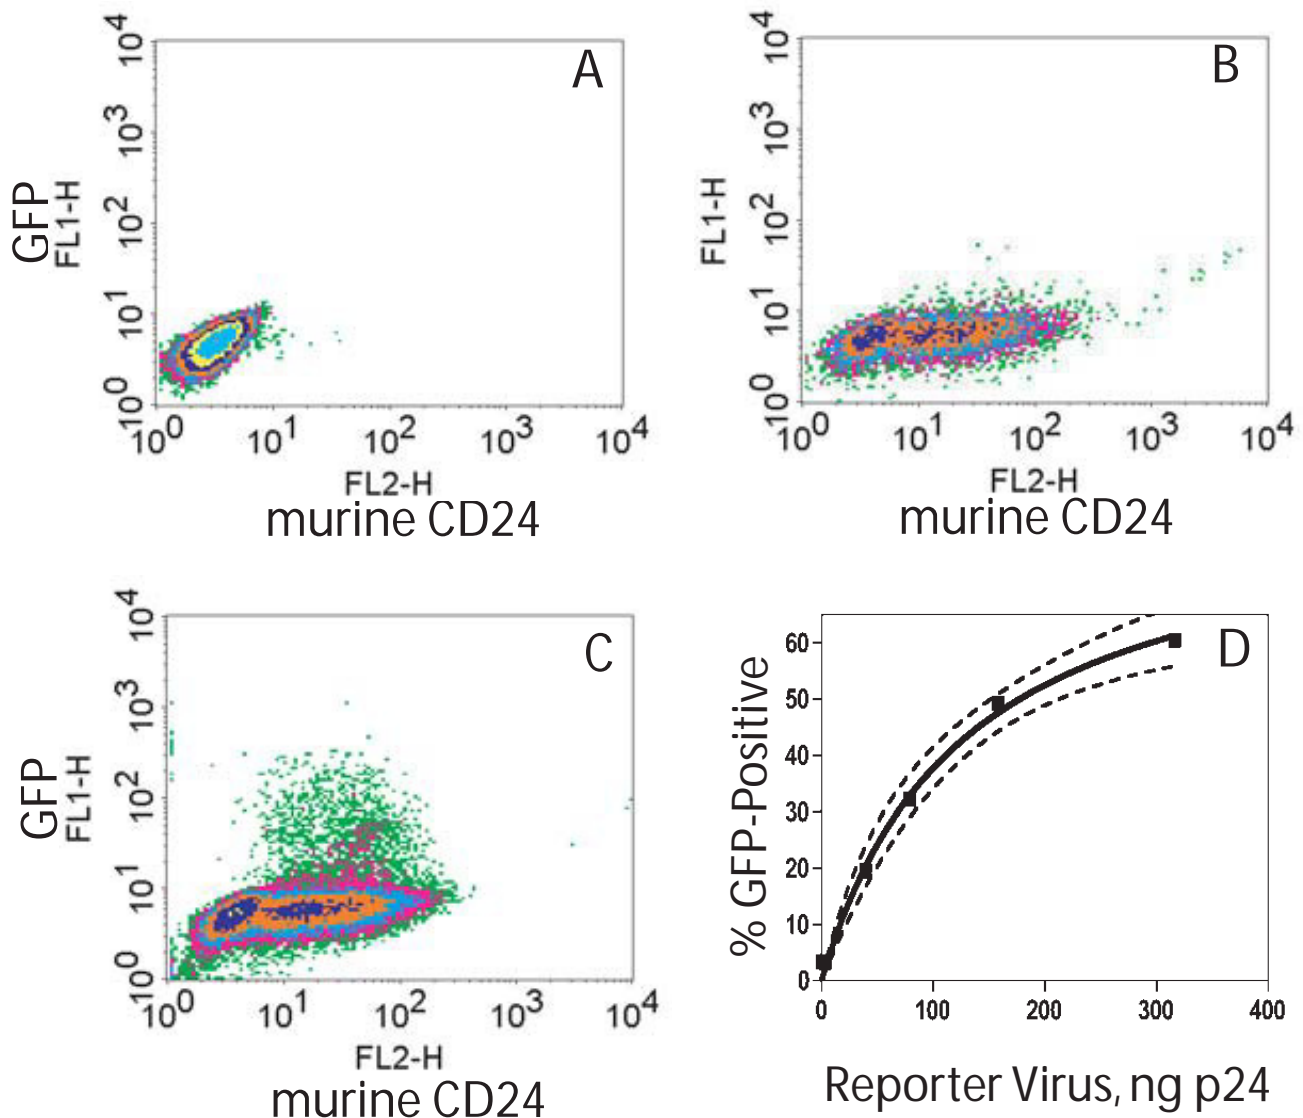 A
10^4
10^3
10^2
10^1
10^0
GFP
FL1-H
10^0 10^1 10^2 10^3 10^4
FL2-H
murine CD24
B
10^4
10^3
10^2
10^1
10^0
FL1-H
10^0 10^1 10^2 10^3 10^4
FL2-H
murine CD24
C
10^4
10^3
10^2
10^1
10^0
GFP
FL1-H
10^0 10^1 10^2 10^3 10^4
FL2-H
murine CD24
D
60
50
40
30
20
10
0
% GFP-Positive
0 100 200 300 400
Reporter Virus, ng p24